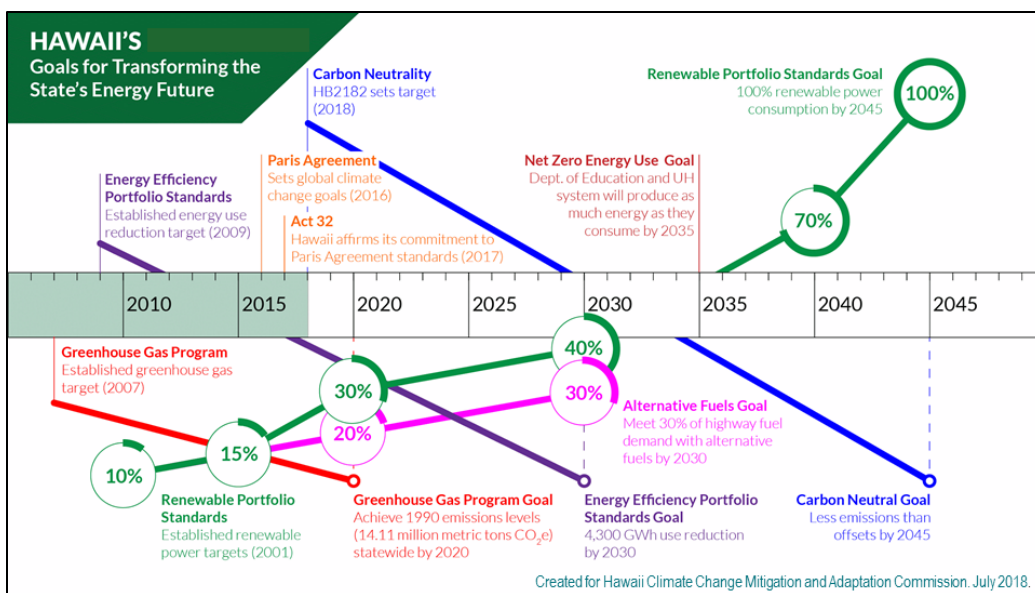 HAWAII'S
Goals for Transforming the
State's Energy Future
Carbon Neutrality
HB2182 sets target
(2018)
Renewable Portfolio Standards Goal
100% renewable power
consumption by 2045
100%
Paris Agreement
Sets global climate
change goals (2016)
Net Zero Energy Use Goal
Dept. of Education and UH
system will produce as
much energy as they
consume by 2035
Energy Efficiency
Portfolio Standards
Established energy use
reduction target (2009)
Act 32
Hawaii affirms its commitment to
Paris Agreement standards (2017)
70%
2010
2015
2020
2025
2030
2035
2040
2045
Greenhouse Gas Program
Established greenhouse gas
target (2007)
40%
30%
30%
20%
15%
10%
Alternative Fuels Goal
Meet 30% of highway fuel
demand with alternative
fuels by 2030
Renewable Portfolio
Standards
Established renewable
power targets (2001)
Greenhouse Gas Program Goal
Achieve 1990 emissions levels
(14.11 million metric tons CO₂e)
statewide by 2020
Energy Efficiency Portfolio
Standards Goal
4,300 GWh use reduction
by 2030
Carbon Neutral Goal
Less emissions than
offsets by 2045
Created for Hawaii Climate Change Mitigation and Adaptation Commission. July 2018.